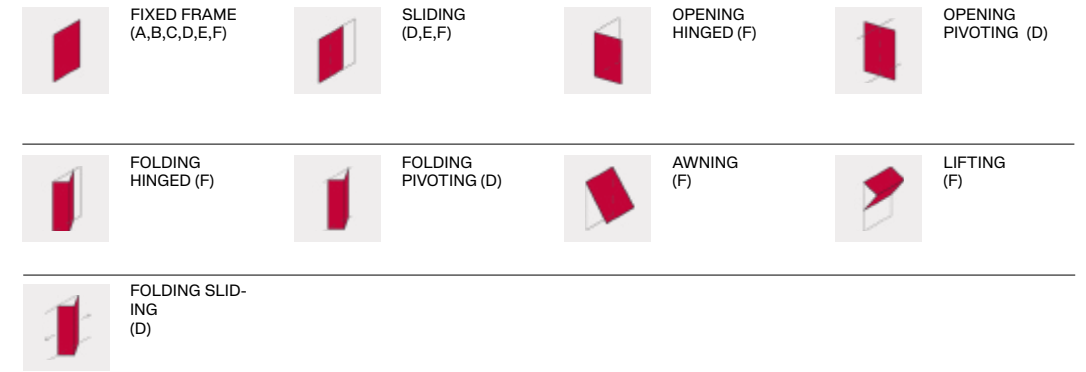 FIXED FRAME
(A,B,C,D,E,F)
SLIDING
(D,E,F)
OPENING
HINGED (F)
OPENING
PIVOTING (D)
FOLDING
HINGED (F)
FOLDING
PIVOTING (D)
AWNING
(F)
LIFTING
(F)
FOLDING SLID-
ING
(D)